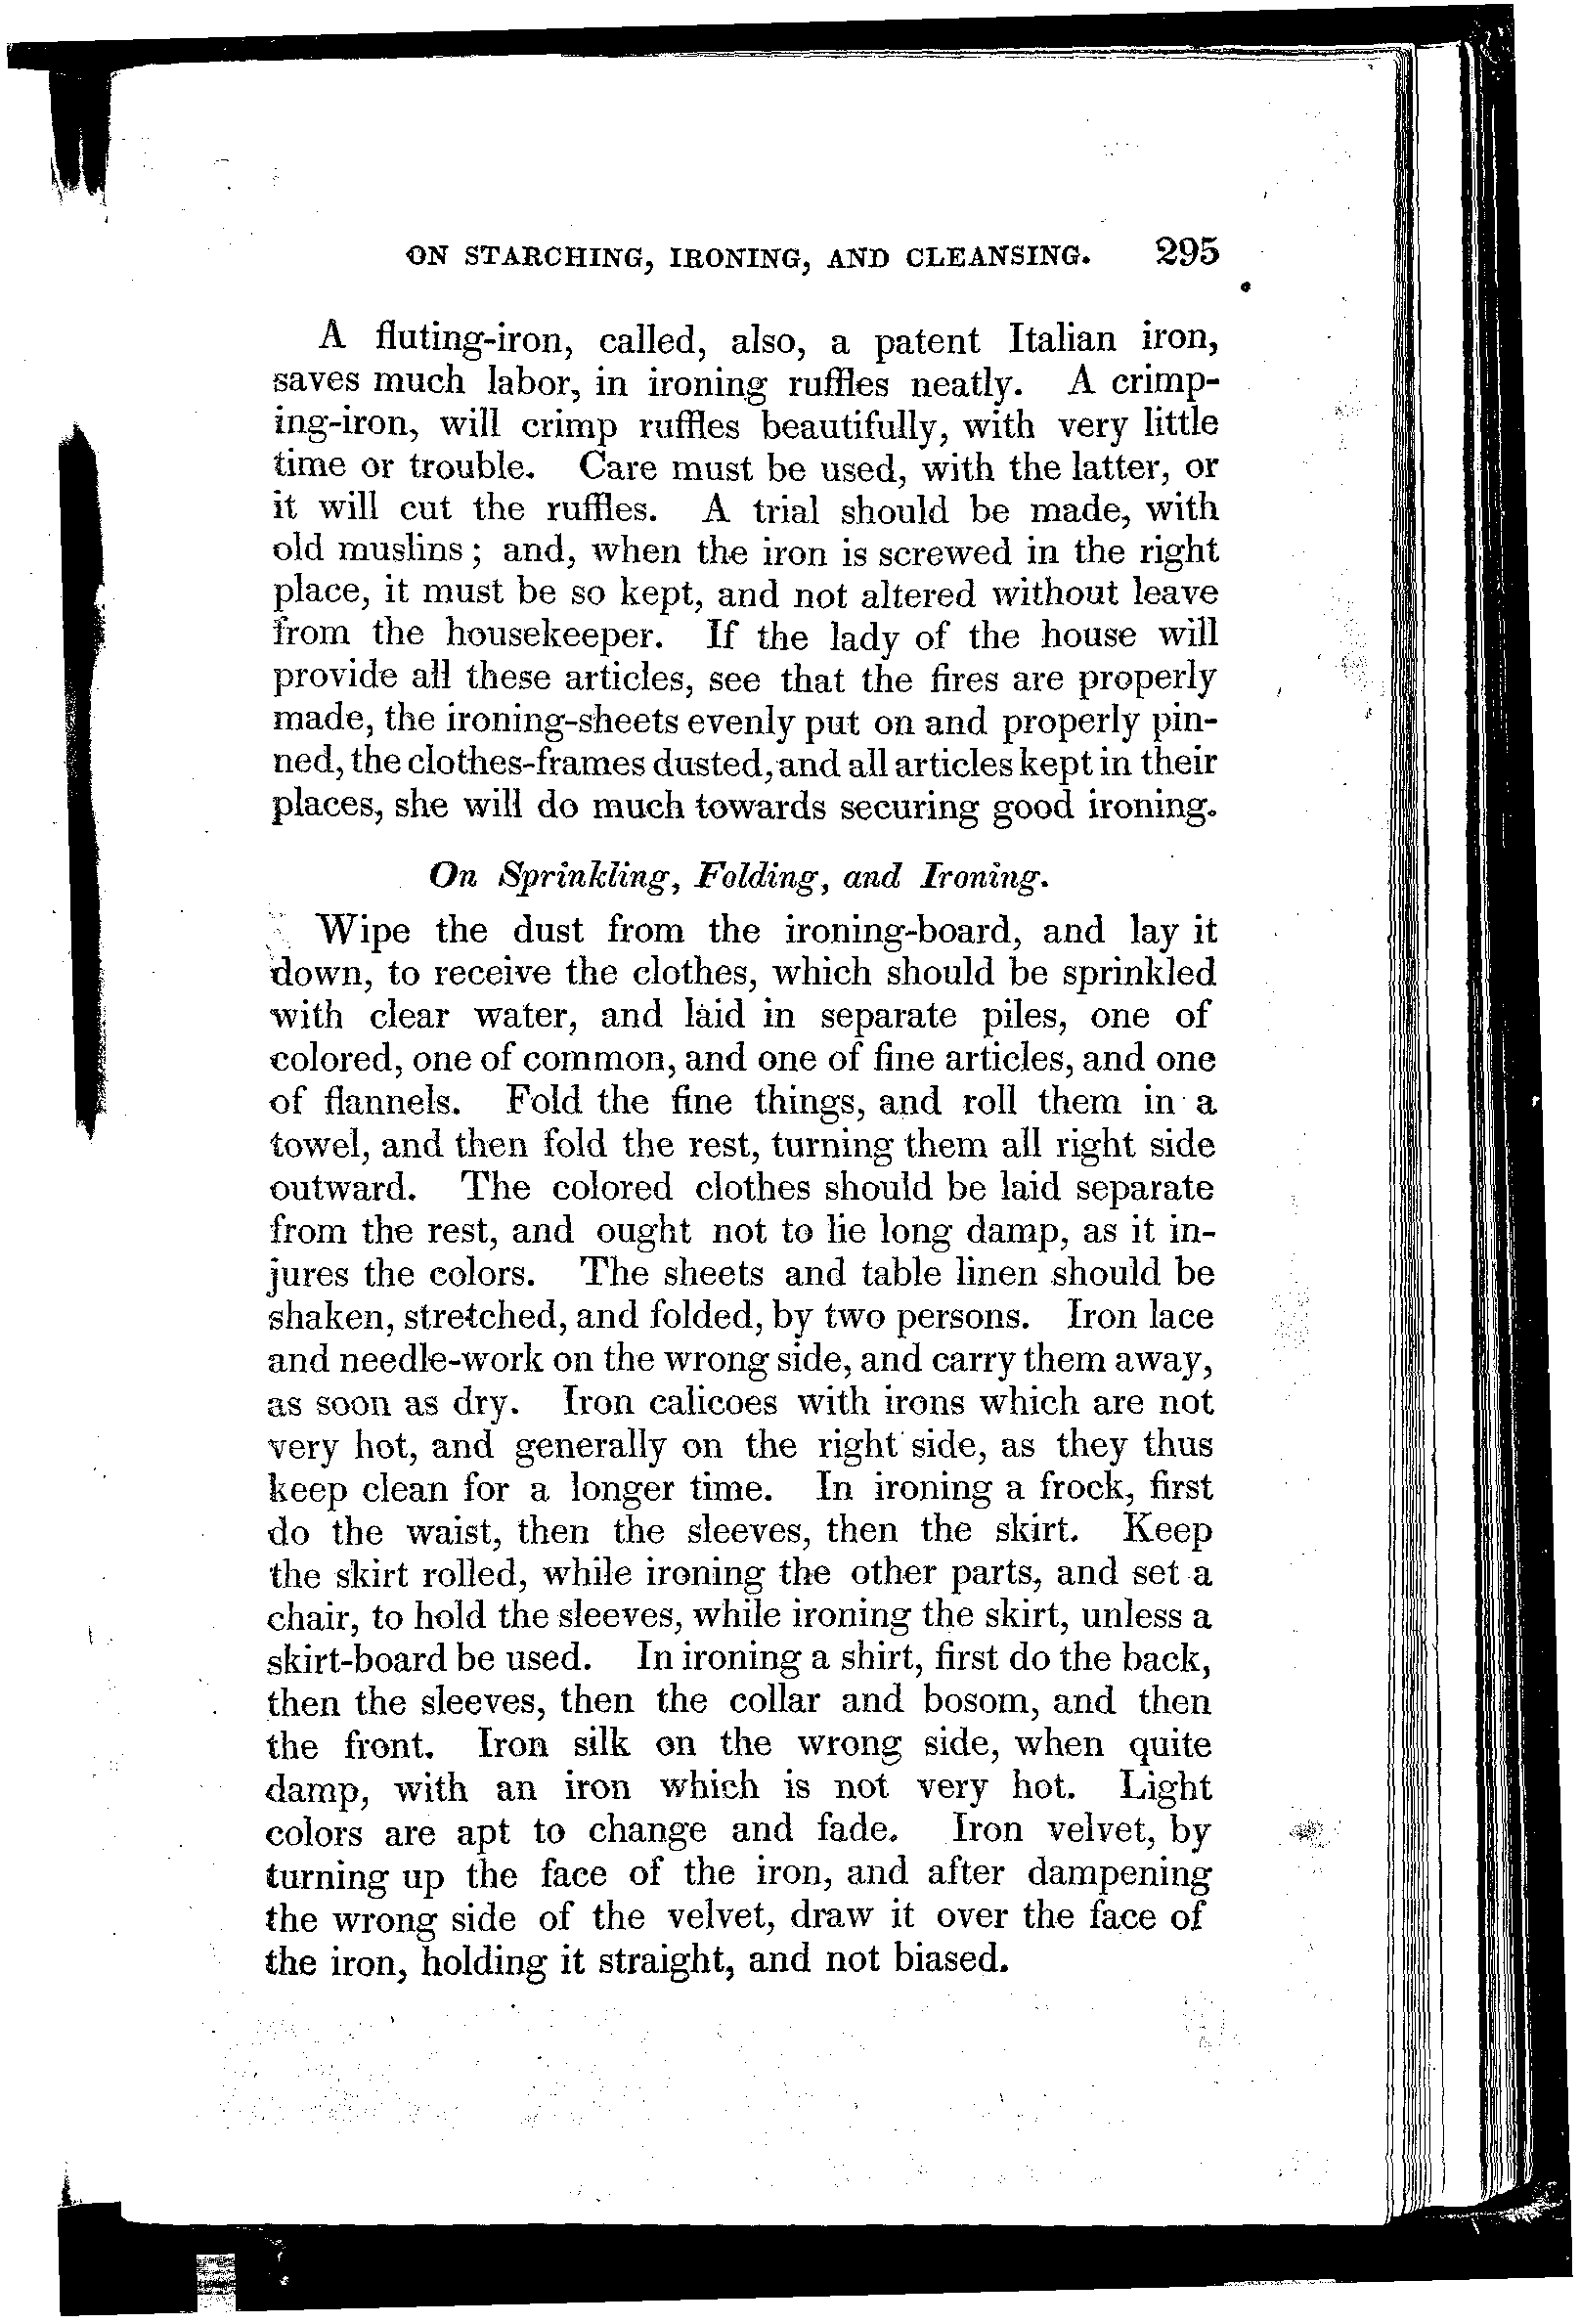 ON STARCHING, IRONING, AND CLEANSING. 295
A fluting-iron, called, also, a patent Italian iron,
saves much labor, in ironing ruffles neatly. A crimp-
ing-iron, will crimp ruffles beautifully, with very little
time or trouble. Care must be used, with the latter, or
it will cut the ruffles. A trial should be made, with
old muslins; and, when the iron is screwed in the right
place, it must be so kept, and not altered without leave
from the housekeeper. If the lady of the house will
provide all these articles, see that the fires are properly
made, the ironing-sheets evenly put on and properly pin-
ned, the clothes-frames dusted, and all articles kept in their
places, she will do much towards securing good ironing.
On Sprinkling, Folding, and Ironing.
Wipe the dust from the ironing-board, and lay it
down, to receive the clothes, which should be sprinkled
with clear water, and laid in separate piles, one of
colored, one of common, and one of fine articles, and one
of flannels. Fold the fine things, and roll them in a
towel, and then fold the rest, turning them all right side
outward. The colored clothes should be laid separate
from the rest, and ought not to lie long damp, as it in-
jures the colors. The sheets and table linen should be
shaken, stretched, and folded, by two persons. Iron lace
and needle-work on the wrong side, and carry them away,
as soon as dry. Iron calicoes with irons which are not
very hot, and generally on the right side, as they thus
keep clean for a longer time. In ironing a frock, first
do the waist, then the sleeves, then the skirt. Keep
the skirt rolled, while ironing the other parts, and set a
chair, to hold the sleeves, while ironing the skirt, unless a
skirt-board be used. In ironing a shirt, first do the back,
then the sleeves, then the collar and bosom, and then
the front. Iron silk on the wrong side, when quite
damp, with an iron which is not very hot. Light
colors are apt to change and fade. Iron velvet, by
turning up the face of the iron, and after dampening
the wrong side of the velvet, draw it over the face of
the iron, holding it straight, and not biased.